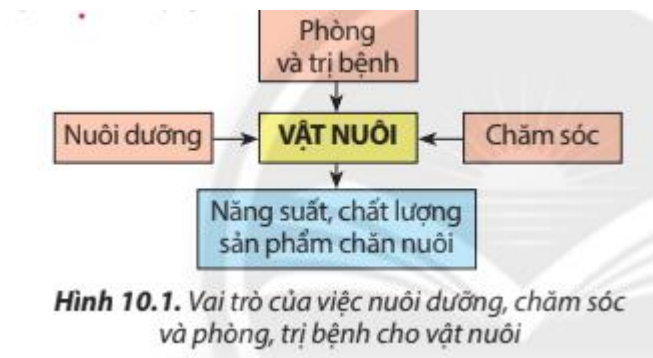 Phòng
và trị bệnh
Nuôi dưỡng
VẬT NUÔI
Chăm sóc
Năng suất, chất lượng
sản phẩm chăn nuôi
Hình 10.1. Vai trò của việc nuôi dưỡng, chăm sóc
và phòng, trị bệnh cho vật nuôi